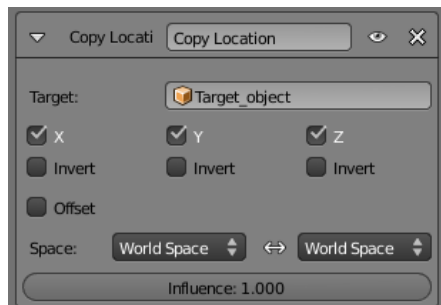 Copy Locati Copy Location
Target: Target_object
X Y Z
Invert Invert Invert
Offset
Space: World Space World Space
Influence: 1.000